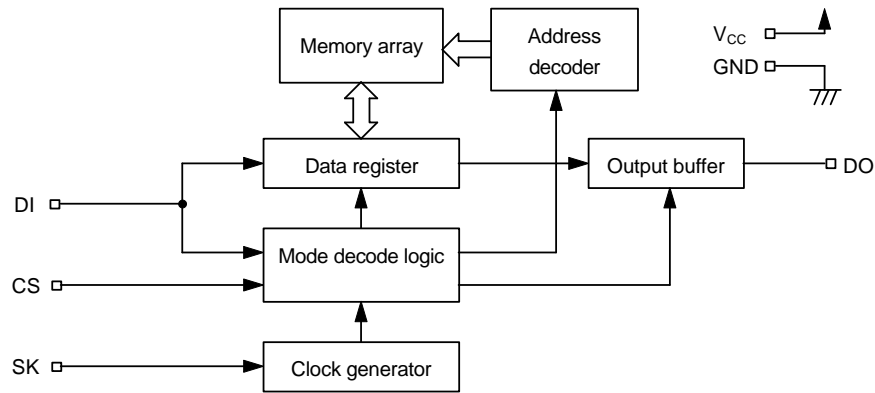 Memory array
Address
decoder
VCC
GND
Data register
Output buffer
DO
DI
Mode decode logic
CS
SK
Clock generator